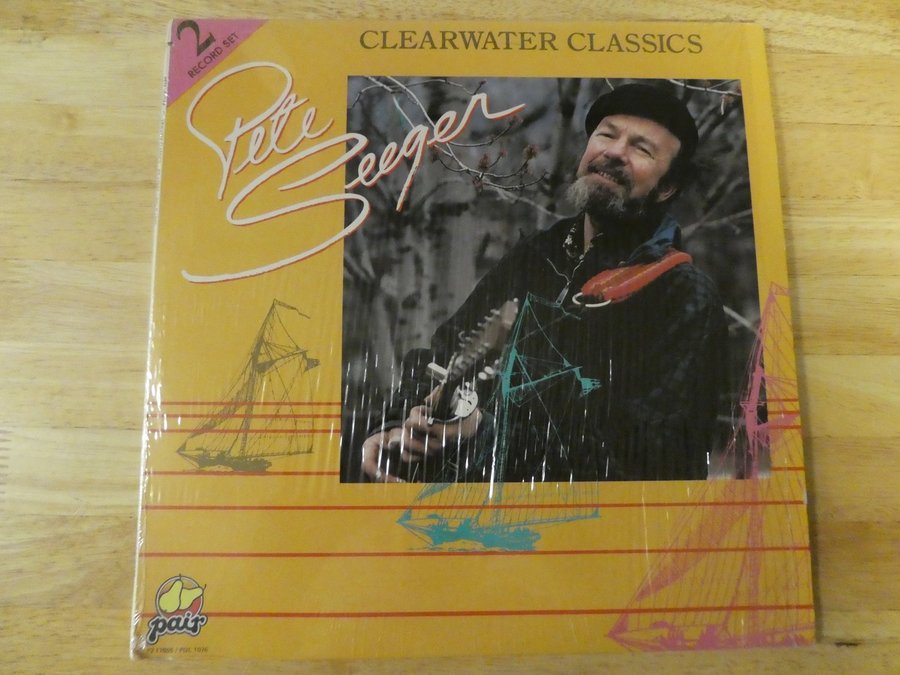 2
RECORD SET
CLEARWATER CLASSICS
Pete
Seeger
pair